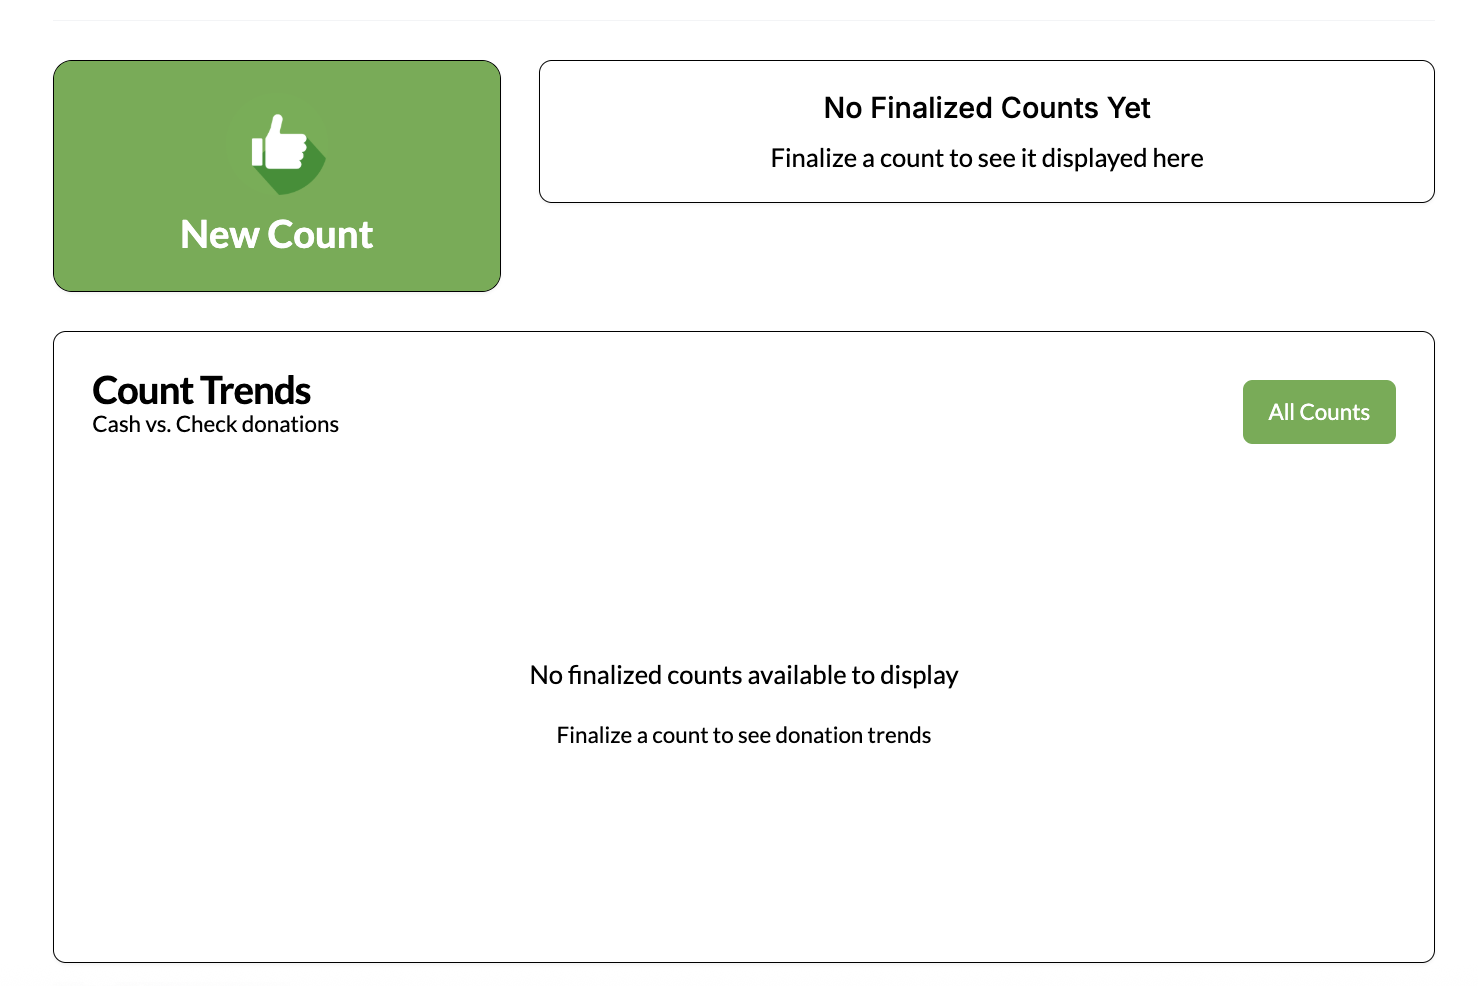 New Count
No Finalized Counts Yet
Finalize a count to see it displayed here
Count Trends
Cash vs. Check donations
All Counts
No finalized counts available to display
Finalize a count to see donation trends